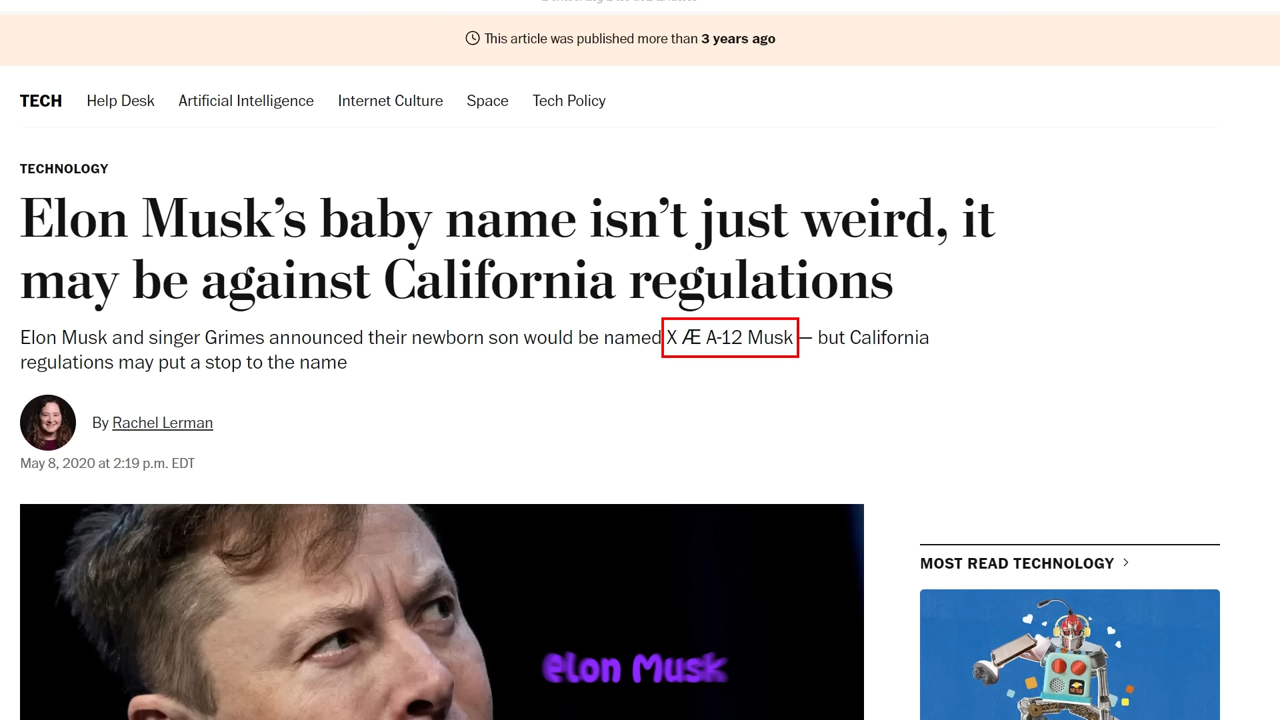 This article was published more than 3 years ago
TECH Help Desk Artificial Intelligence Internet Culture Space Tech Policy
TECHNOLOGY
Elon Musk’s baby name isn’t just weird, it
may be against California regulations
Elon Musk and singer Grimes announced their newborn son would be named X Æ A-12 Musk — but California
regulations may put a stop to the name
By Rachel Lerman
May 8, 2020 at 2:19 p.m. EDT
elon Musk
MOST READ TECHNOLOGY